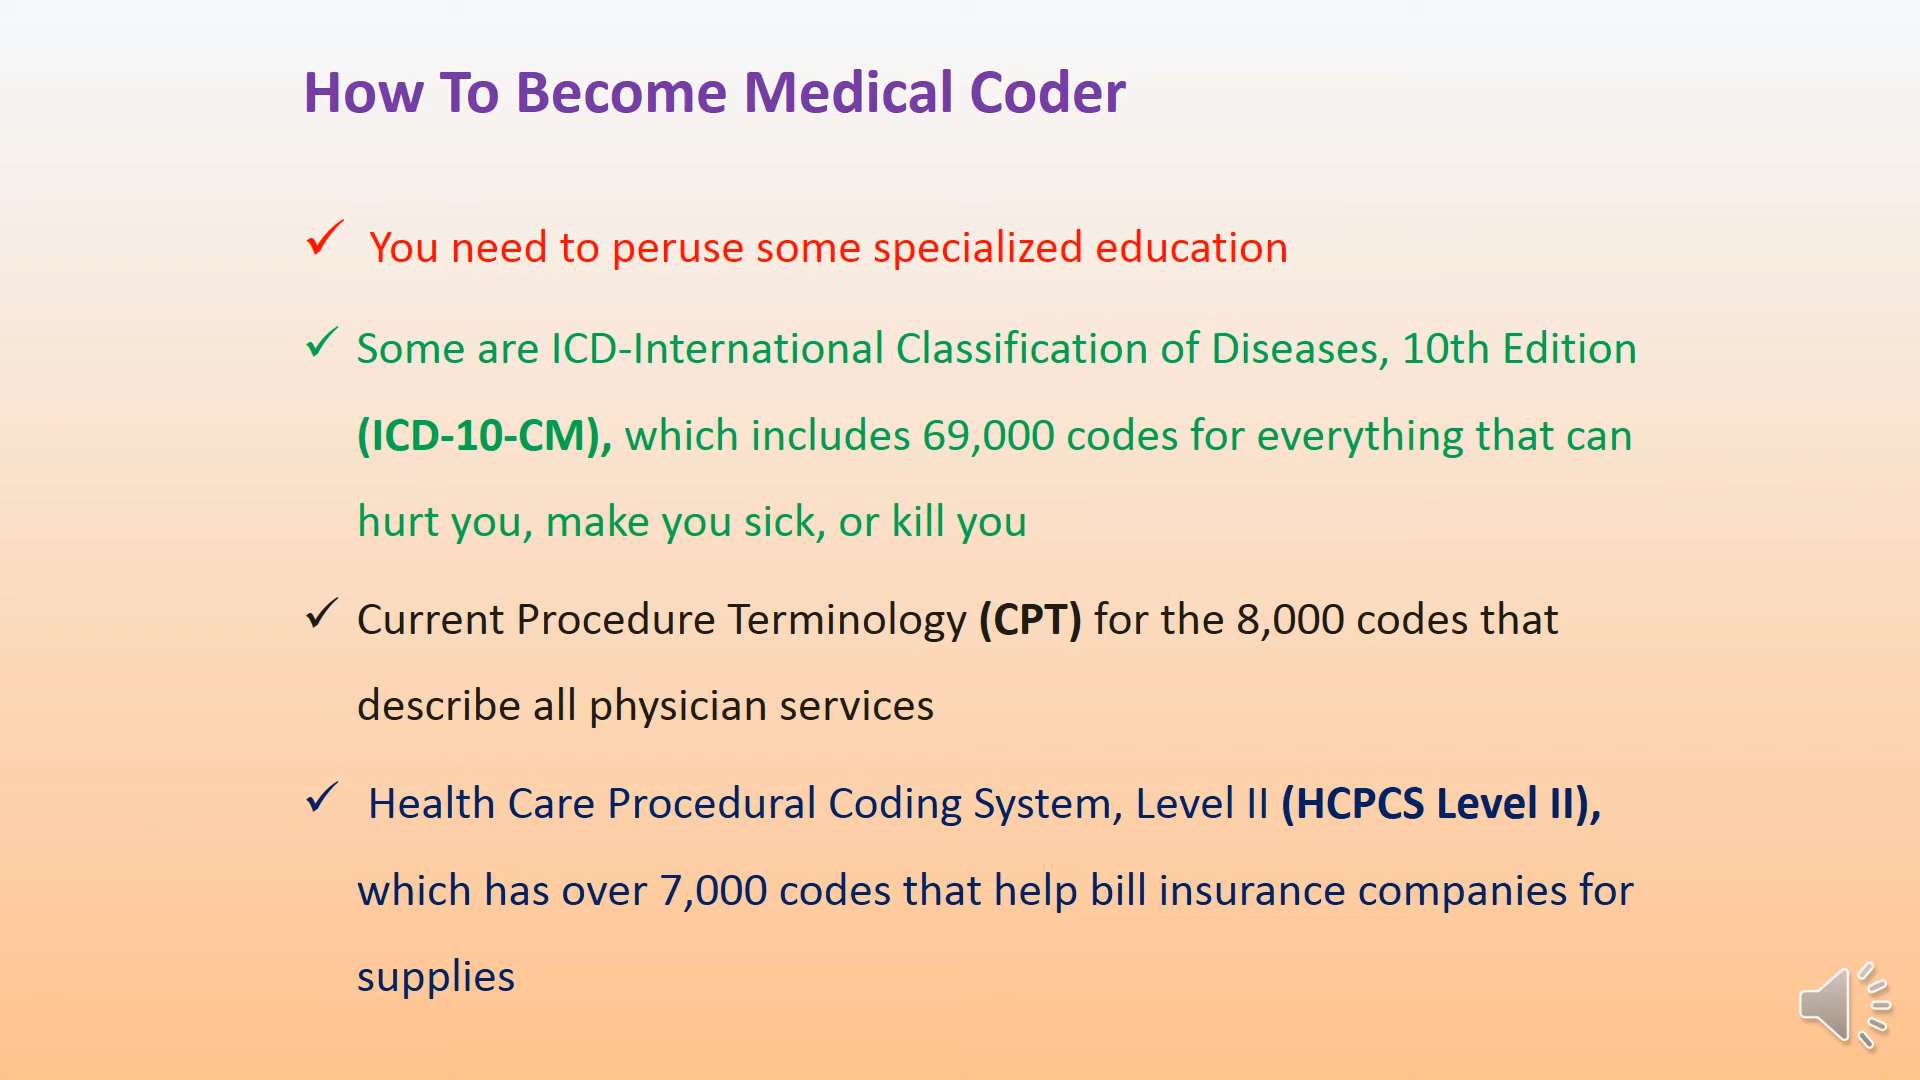 How To Become Medical Coder
✓ You need to peruse some specialized education
✓ Some are ICD-International Classification of Diseases, 10th Edition
(ICD-10-CM), which includes 69,000 codes for everything that can
hurt you, make you sick, or kill you
✓ Current Procedure Terminology (CPT) for the 8,000 codes that
describe all physician services
✓ Health Care Procedural Coding System, Level II (HCPCS Level II),
which has over 7,000 codes that help bill insurance companies for
supplies